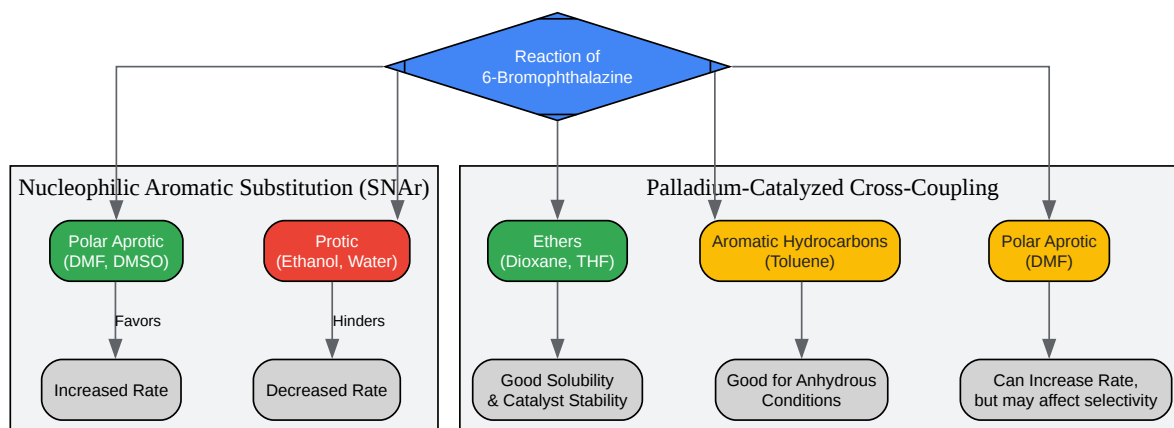 Reaction of
6-Bromophthalazine
Nucleophilic Aromatic Substitution (SNAr)
Palladium-Catalyzed Cross-Coupling
Polar Aprotic
(DMF, DMSO)
Protic
(Ethanol, Water)
Ethers
(Dioxane, THF)
Aromatic Hydrocarbons
(Toluene)
Polar Aprotic
(DMF)
Favors
Hinders
Increased Rate
Decreased Rate
Good Solubility
& Catalyst Stability
Good for Anhydrous
Conditions
Can Increase Rate,
but may affect selectivity